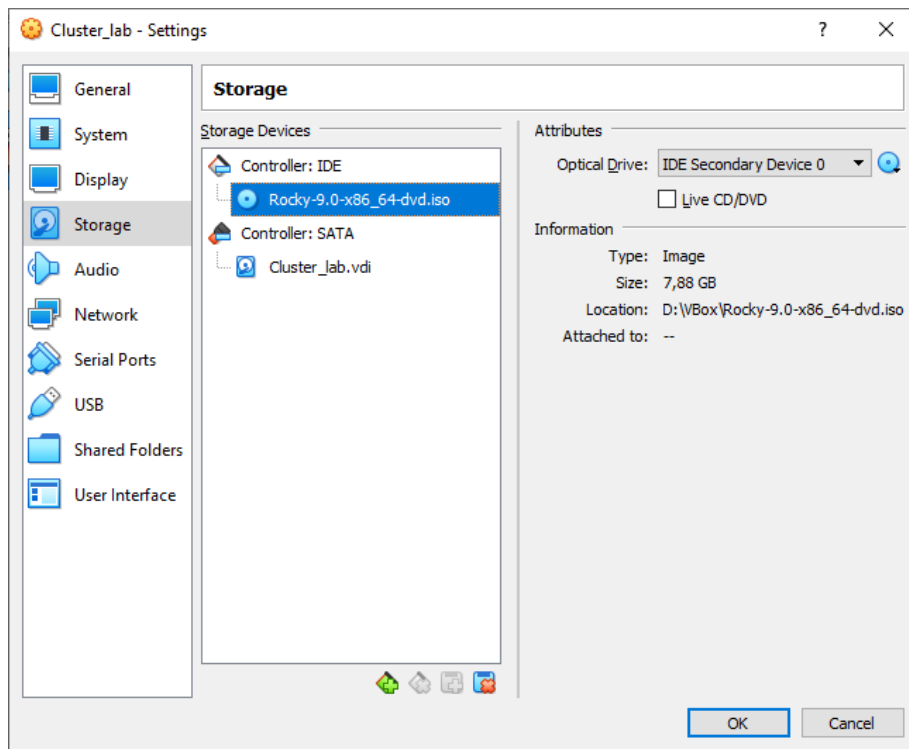 Cluster_lab - Settings
?
General
System
Display
Storage
Audio
Network
Serial Ports
USB
Shared Folders
User Interface
Storage
Storage Devices
Controller: IDE
Rocky-9.0-x86_64-dvd.iso
Controller: SATA
Cluster_lab.vdi
Attributes
Optical Drive: IDE Secondary Device 0
Live CD/DVD
Information
Type: Image
Size: 7,88 GB
Location: D:\VBox\Rocky-9.0-x86_64-dvd.iso
Attached to: --
OK
Cancel